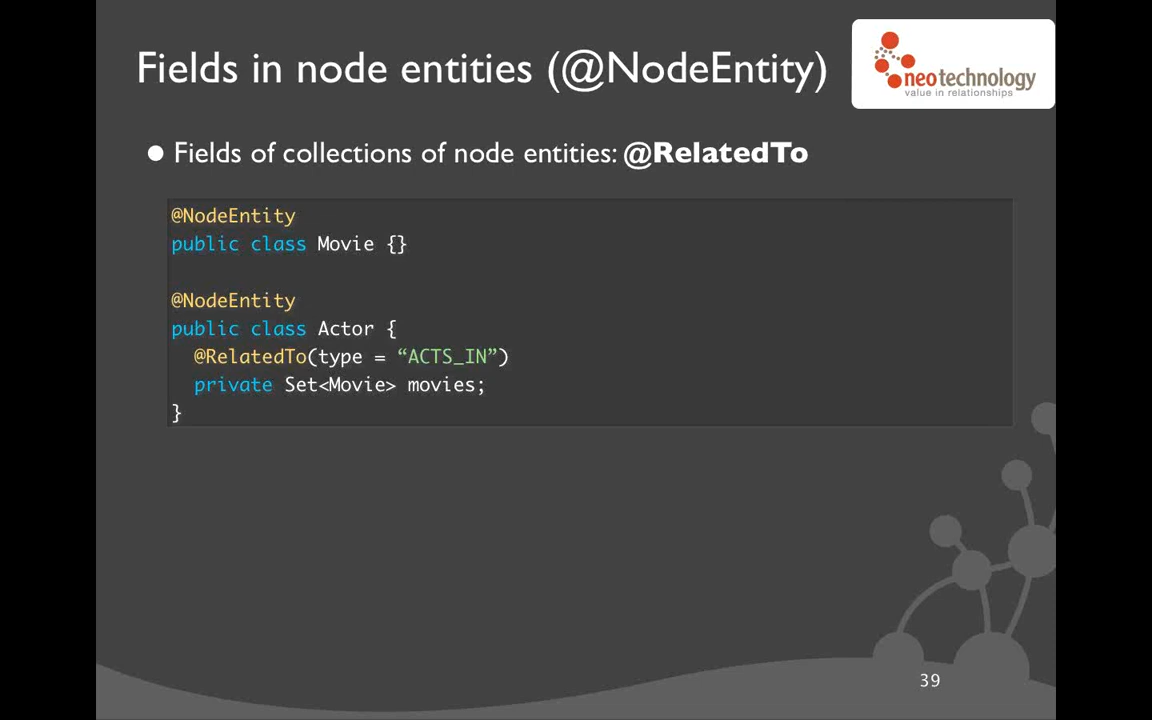 Fields in node entities (@NodeEntity)
neotechnology
value in relationships
Fields of collections of node entities: @RelatedTo
@NodeEntity
public class Movie {}
@NodeEntity
public class Actor {
@RelatedTo(type = “ACTS_IN”)
private Set<Movie> movies;
}
39